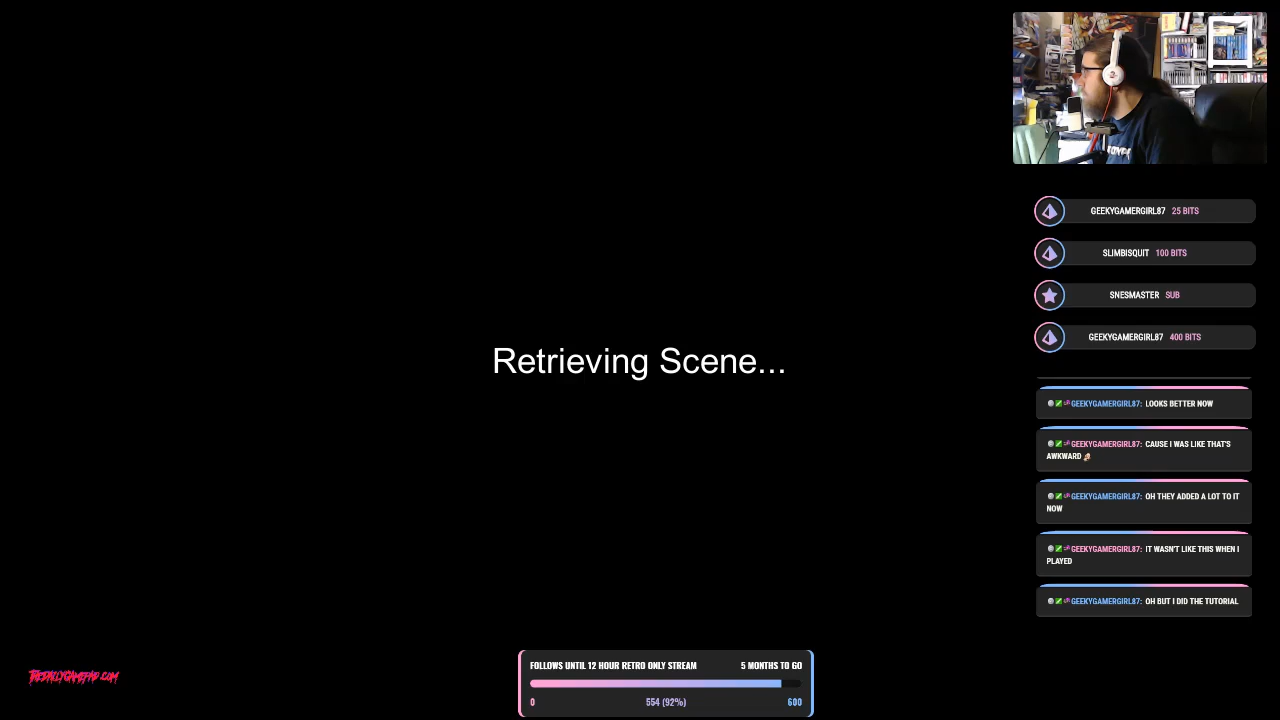 GEEKYGAMERGIRL87 25 BITS
SLIMBISQUIT 100 BITS
SNESMASTER SUB
GEEKYGAMERGIRL87 400 BITS
Retrieving Scene...
GEEKYGAMERGIRL87: LOOKS BETTER NOW
GEEKYGAMERGIRL87: CAUSE I WAS LIKE THAT'S
AWKWARD
GEEKYGAMERGIRL87: OH THEY ADDED A LOT TO IT
NOW
GEEKYGAMERGIRL87: IT WASN'T LIKE THIS WHEN I
PLAYED
GEEKYGAMERGIRL87: OH BUT I DID THE TUTORIAL
THEDAILYGAMEPAD.COM
FOLLOWS UNTIL 12 HOUR RETRO ONLY STREAM 5 MONTHS TO GO
0 554 (92%) 600